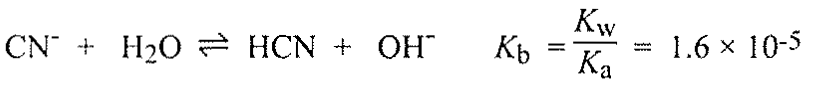 CN⁻ + H₂O ⇌ HCN + OH⁻ K_b = K_w/K_a = 1.6 × 10⁻⁵